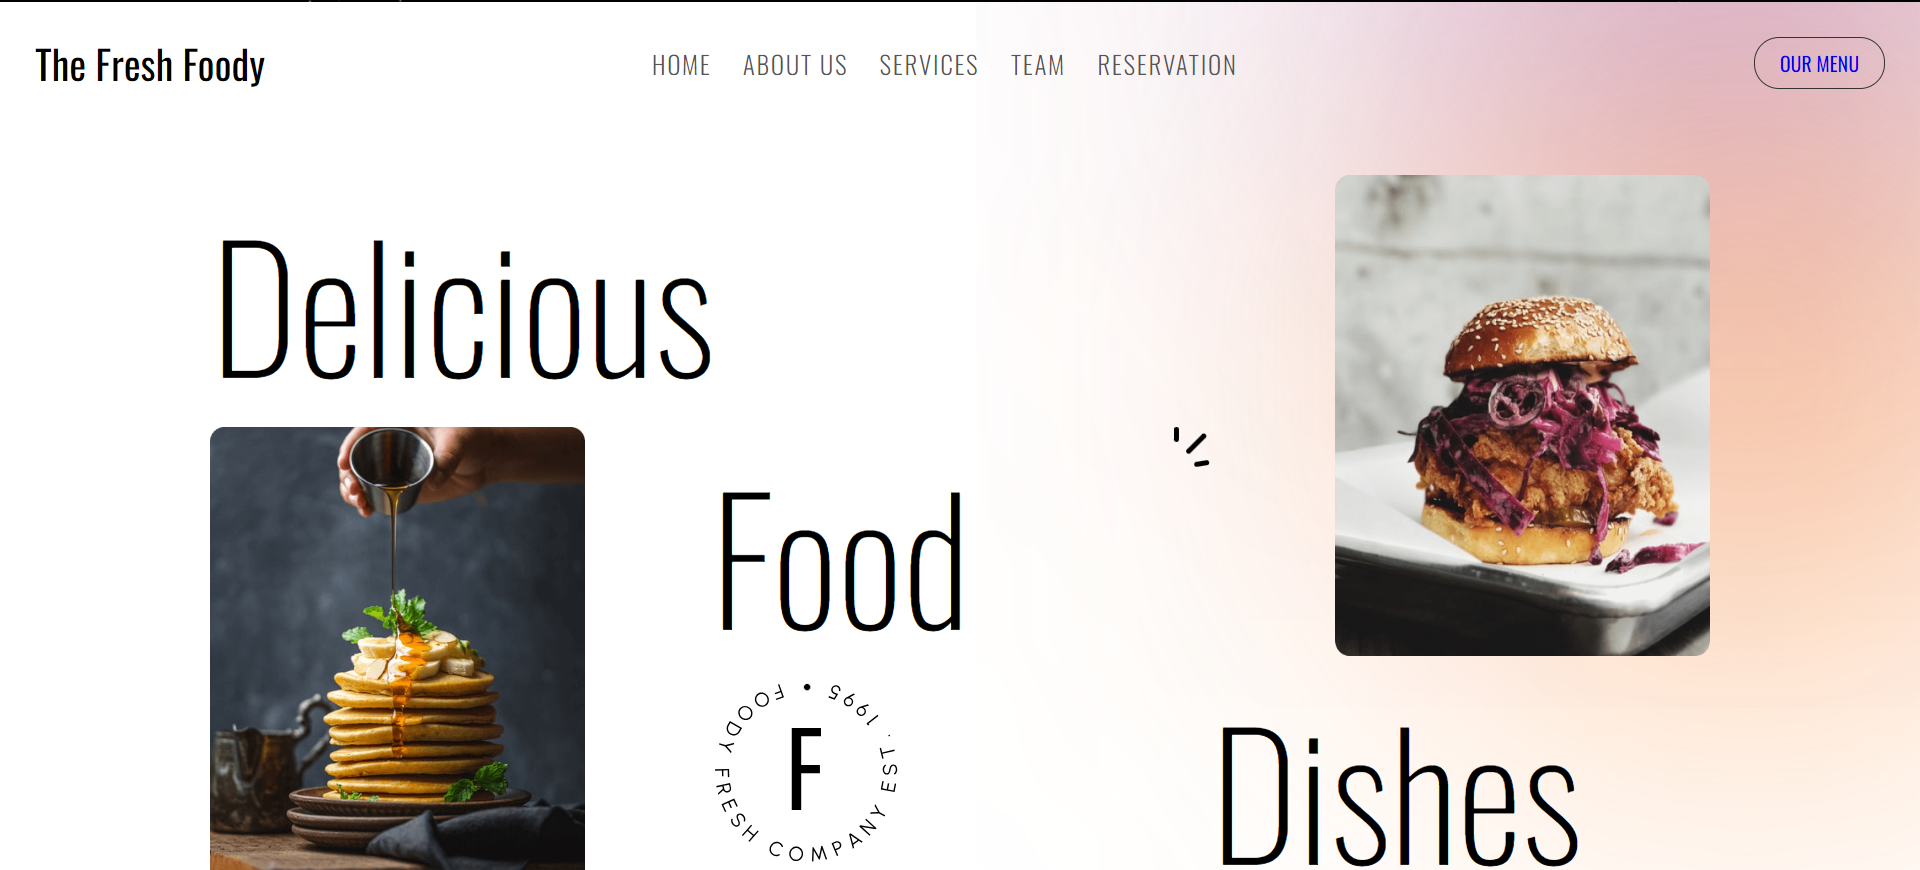 The Fresh Foody
HOME ABOUT US SERVICES TEAM RESERVATION
OUR MENU
Delicious
Food
FOODY FRESH COMPANY EST . 1995 •
F
Dishes